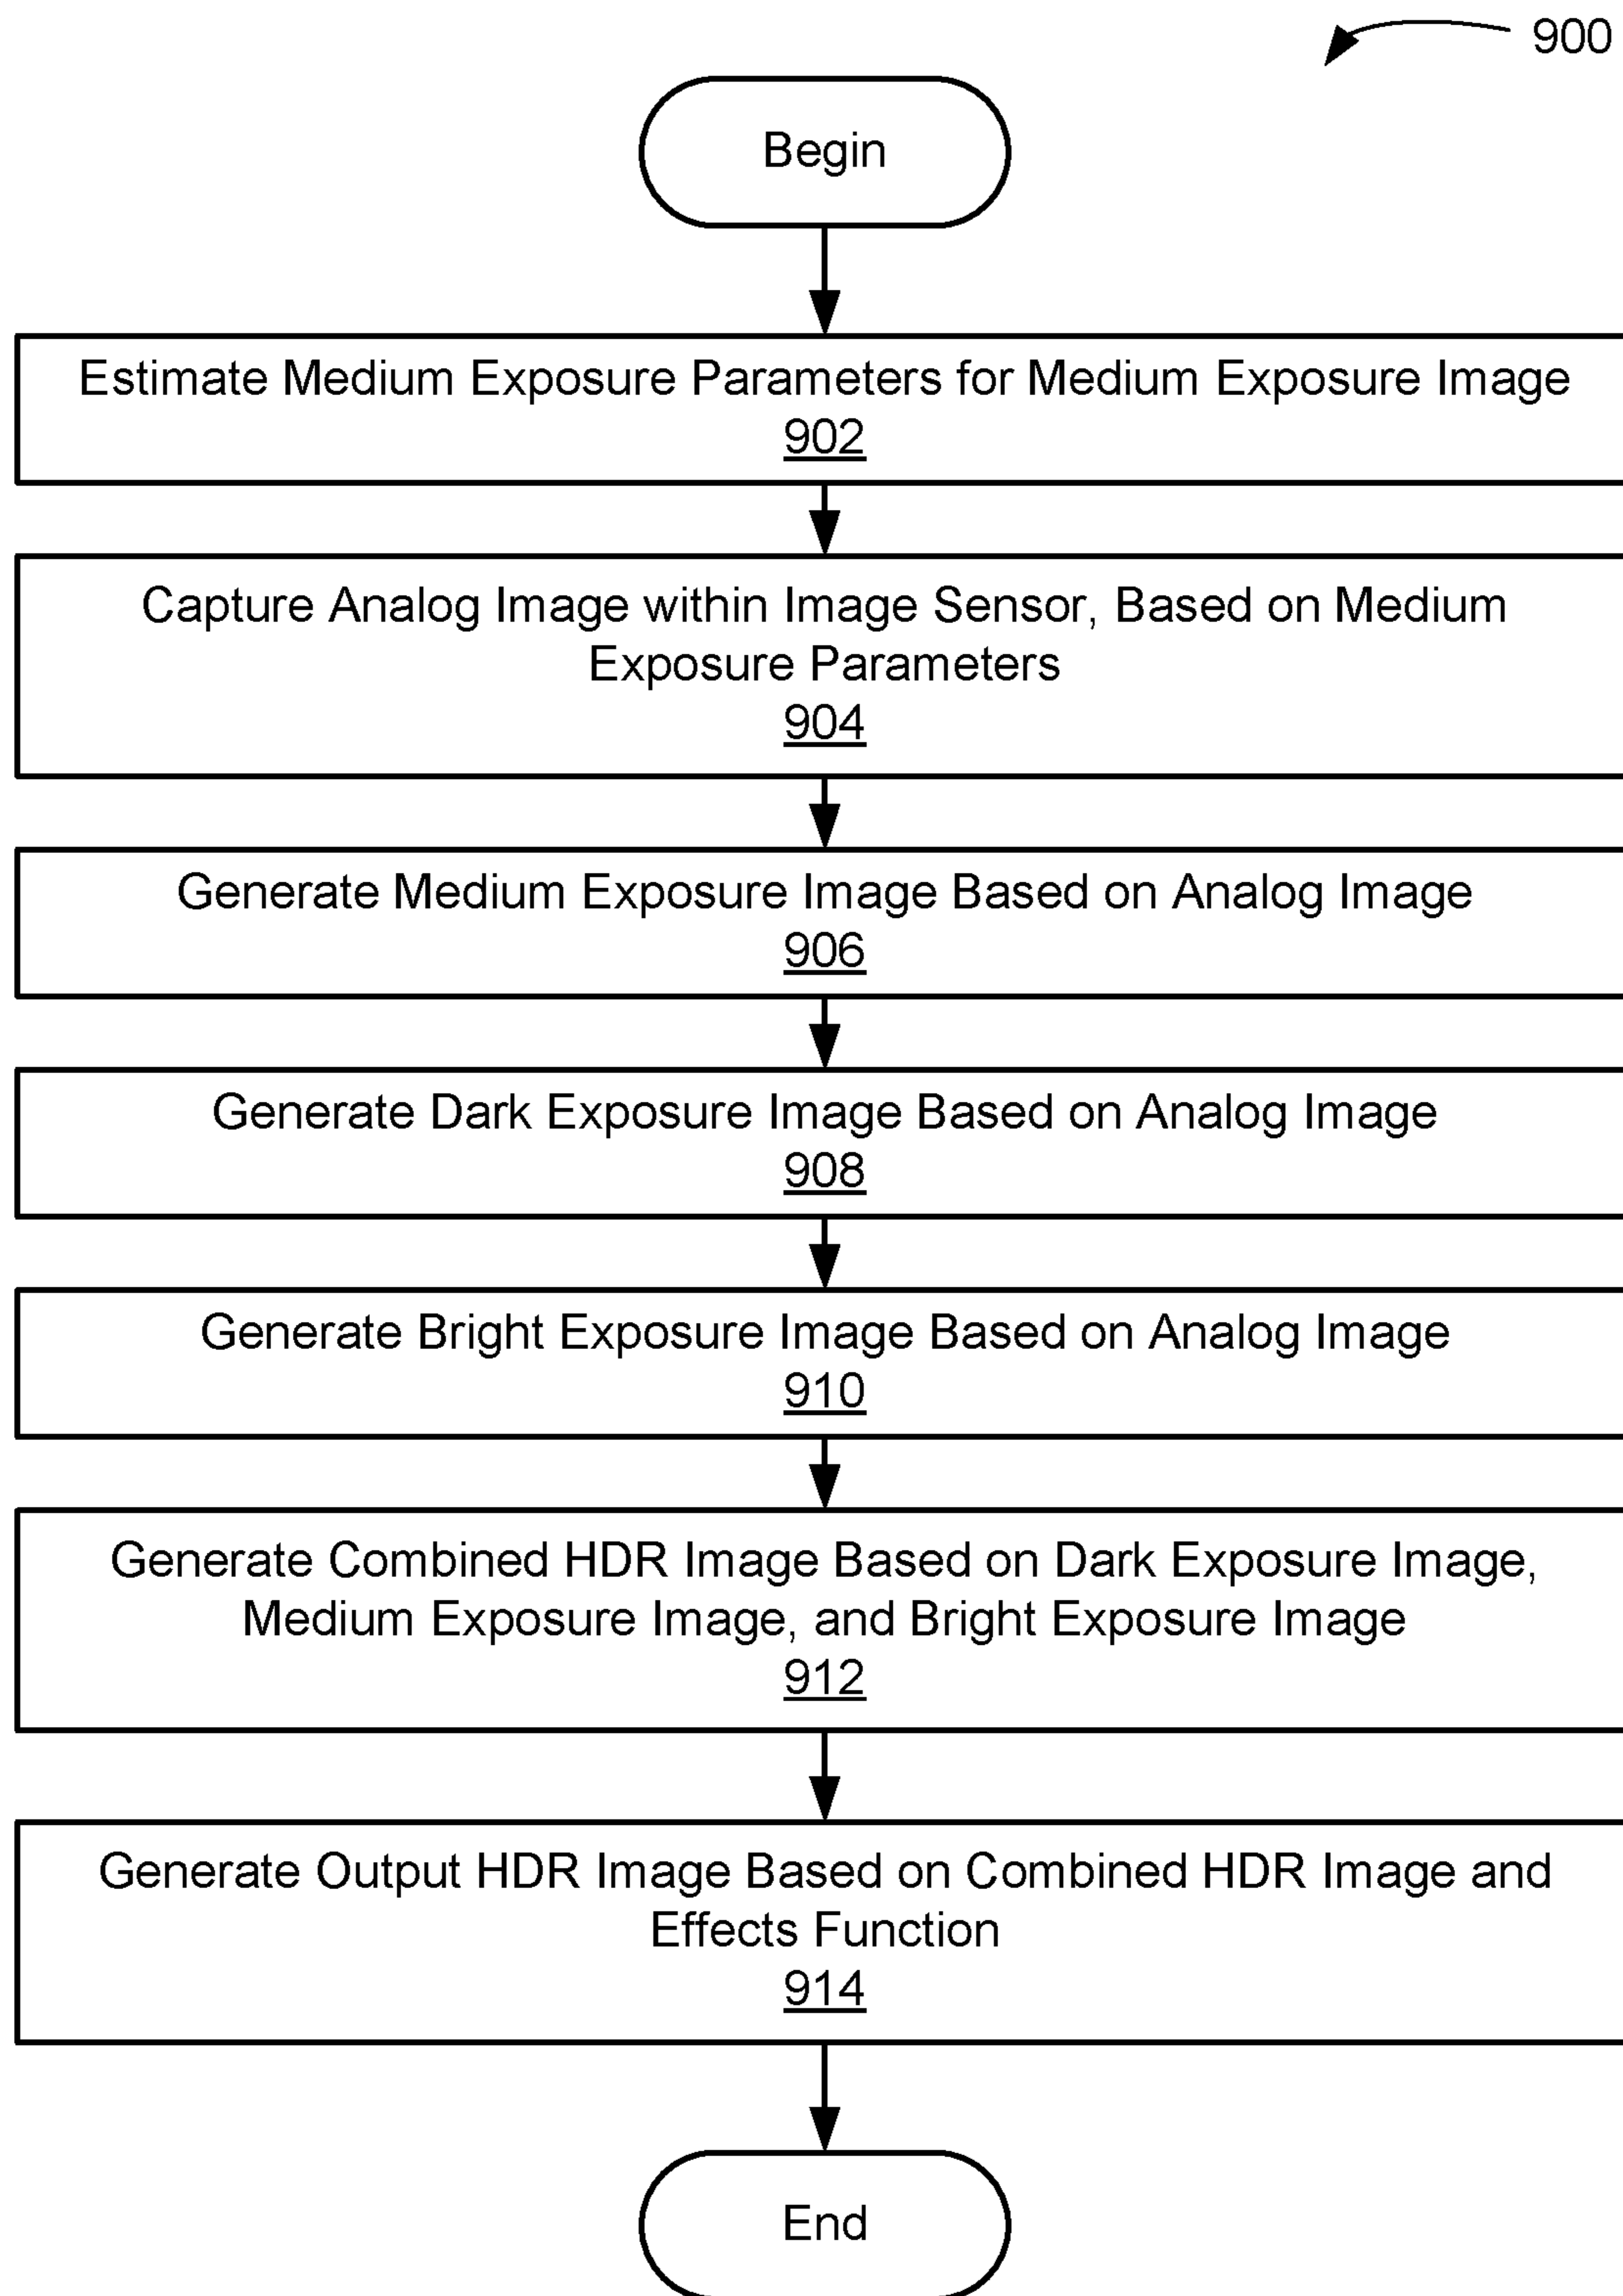 900
Begin
Estimate Medium Exposure Parameters for Medium Exposure Image
902
Capture Analog Image within Image Sensor, Based on Medium
Exposure Parameters
904
Generate Medium Exposure Image Based on Analog Image
906
Generate Dark Exposure Image Based on Analog Image
908
Generate Bright Exposure Image Based on Analog Image
910
Generate Combined HDR Image Based on Dark Exposure Image,
Medium Exposure Image, and Bright Exposure Image
912
Generate Output HDR Image Based on Combined HDR Image and
Effects Function
914
End